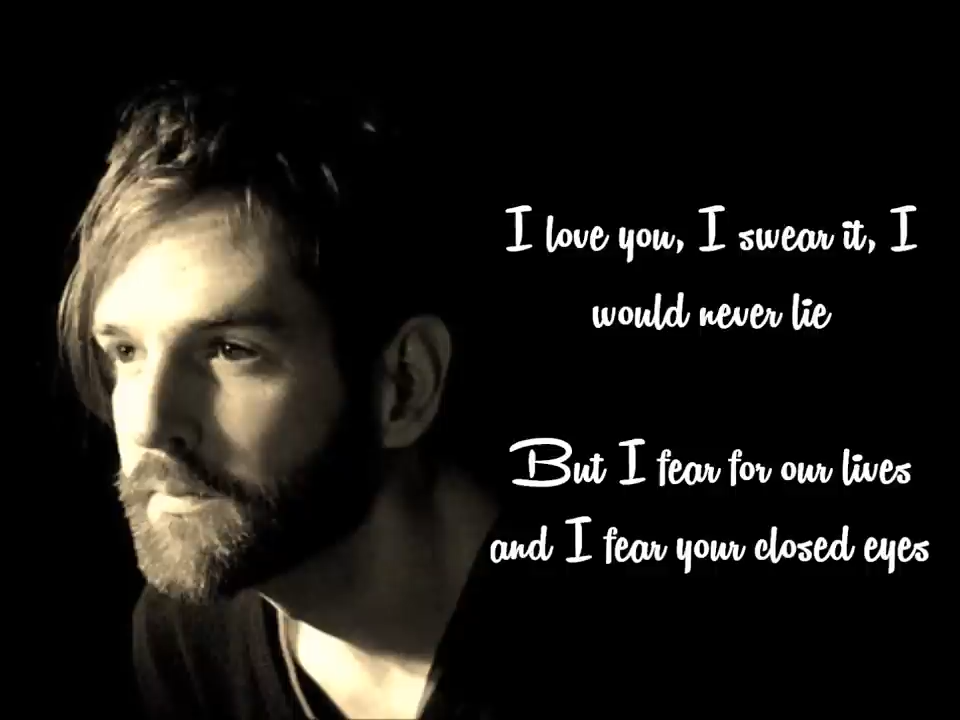 I love you, I swear it, I
would never lie
But I fear for our lives
and I fear your closed eyes